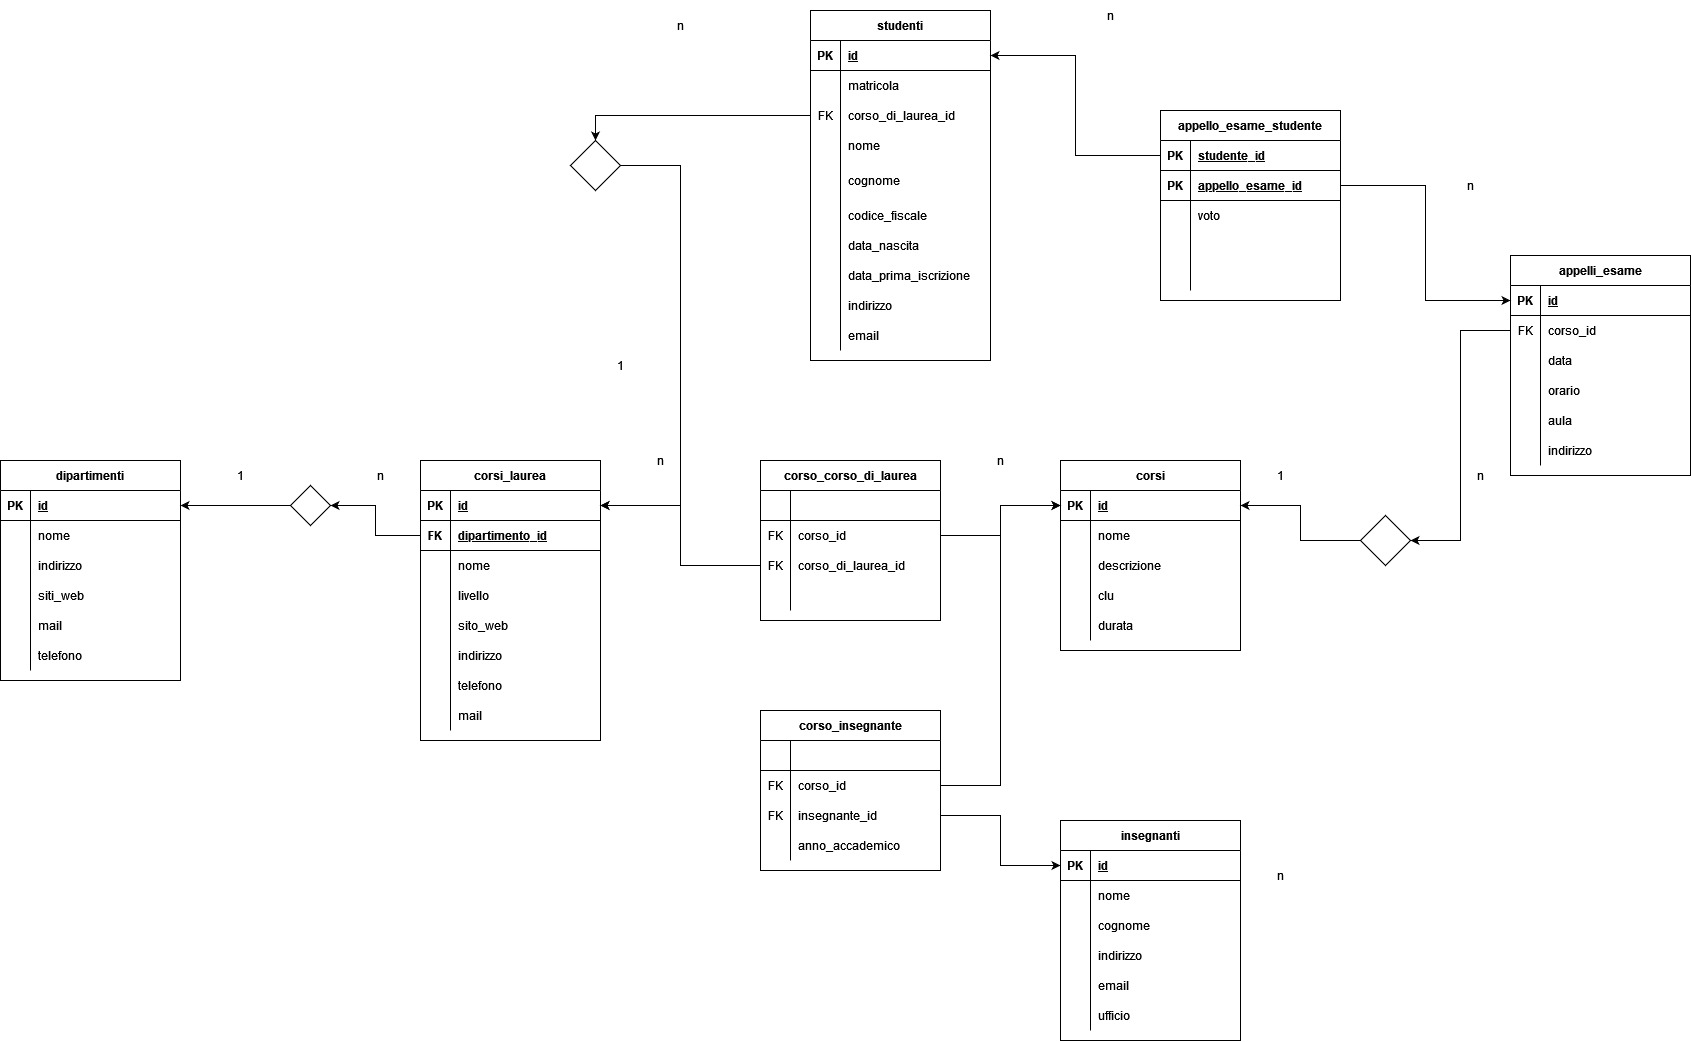 n
studenti
PK id
matricola
FK corso_di_laurea_id
nome
cognome
codice_fiscale
data_nascita
data_prima_iscrizione
indirizzo
email
n
appello_esame_studente
PK studente_id
PK appello_esame_id
voto
n
appelli_esame
PK id
FK corso_id
data
orario
aula
indirizzo
1
dipartimenti
PK id
nome
indirizzo
siti_web
mail
telefono
1
n
corsi_laurea
PK id
FK dipartimento_id
nome
livello
sito_web
indirizzo
telefono
mail
n
corso_corso_di_laurea
FK corso_id
FK corso_di_laurea_id
n
corsi
PK id
nome
descrizione
clu
durata
1
n
corso_insegnante
FK corso_id
FK insegnante_id
anno_accademico
insegnanti
PK id
nome
cognome
indirizzo
email
ufficio
n